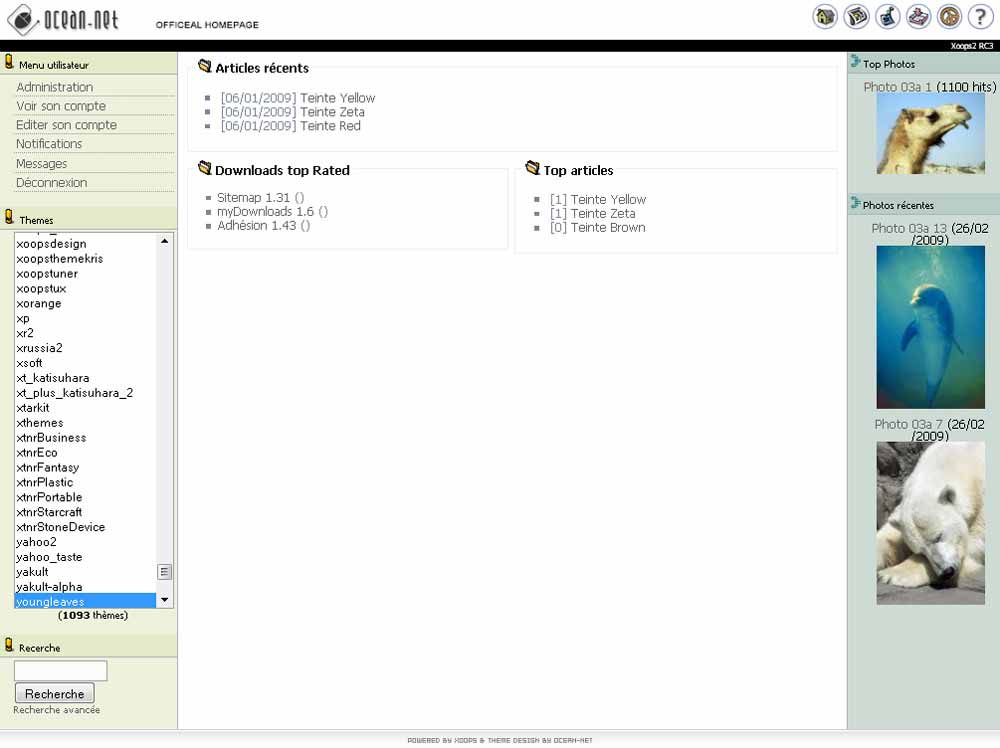 ocean-net
OFFICEAL HOMEPAGE
Xoops2 RC3
Menu utilisateur
Administration
Voir son compte
Editer son compte
Notifications
Messages
Déconnexion
Themes
xoopsdesign
xoopsthemekris
xoopstuner
xoopstux
xorange
xp
xr2
xrussia2
xsoft
xt_katisuhara
xt_plus_katisuhara_2
xtarkit
xthemes
xtnrBusiness
xtnrEco
xtnrFantasy
xtnrPlastic
xtnrPortable
xtnrStarcraft
xtnrStoneDevice
yahoo2
yahoo_taste
yakult
yakult-alpha
youngleaves
(1093 thèmes)
Recerche
Recherche
Recherche avancée
Articles récents
[06/01/2009] Teinte Yellow
[06/01/2009] Teinte Zeta
[06/01/2009] Teinte Red
Downloads top Rated
Sitemap 1.31 ()
myDownloads 1.6 ()
Adhésion 1.43 ()
Top articles
[1] Teinte Yellow
[1] Teinte Zeta
[0] Teinte Brown
Top Photos
Photo 03a 1 (1100 hits)
Photos récentes
Photo 03a 13 (26/02
/2009)
Photo 03a 7 (26/02
/2009)
POWERED BY XOOPS & THEME DESIGN BY OCEAN-NET